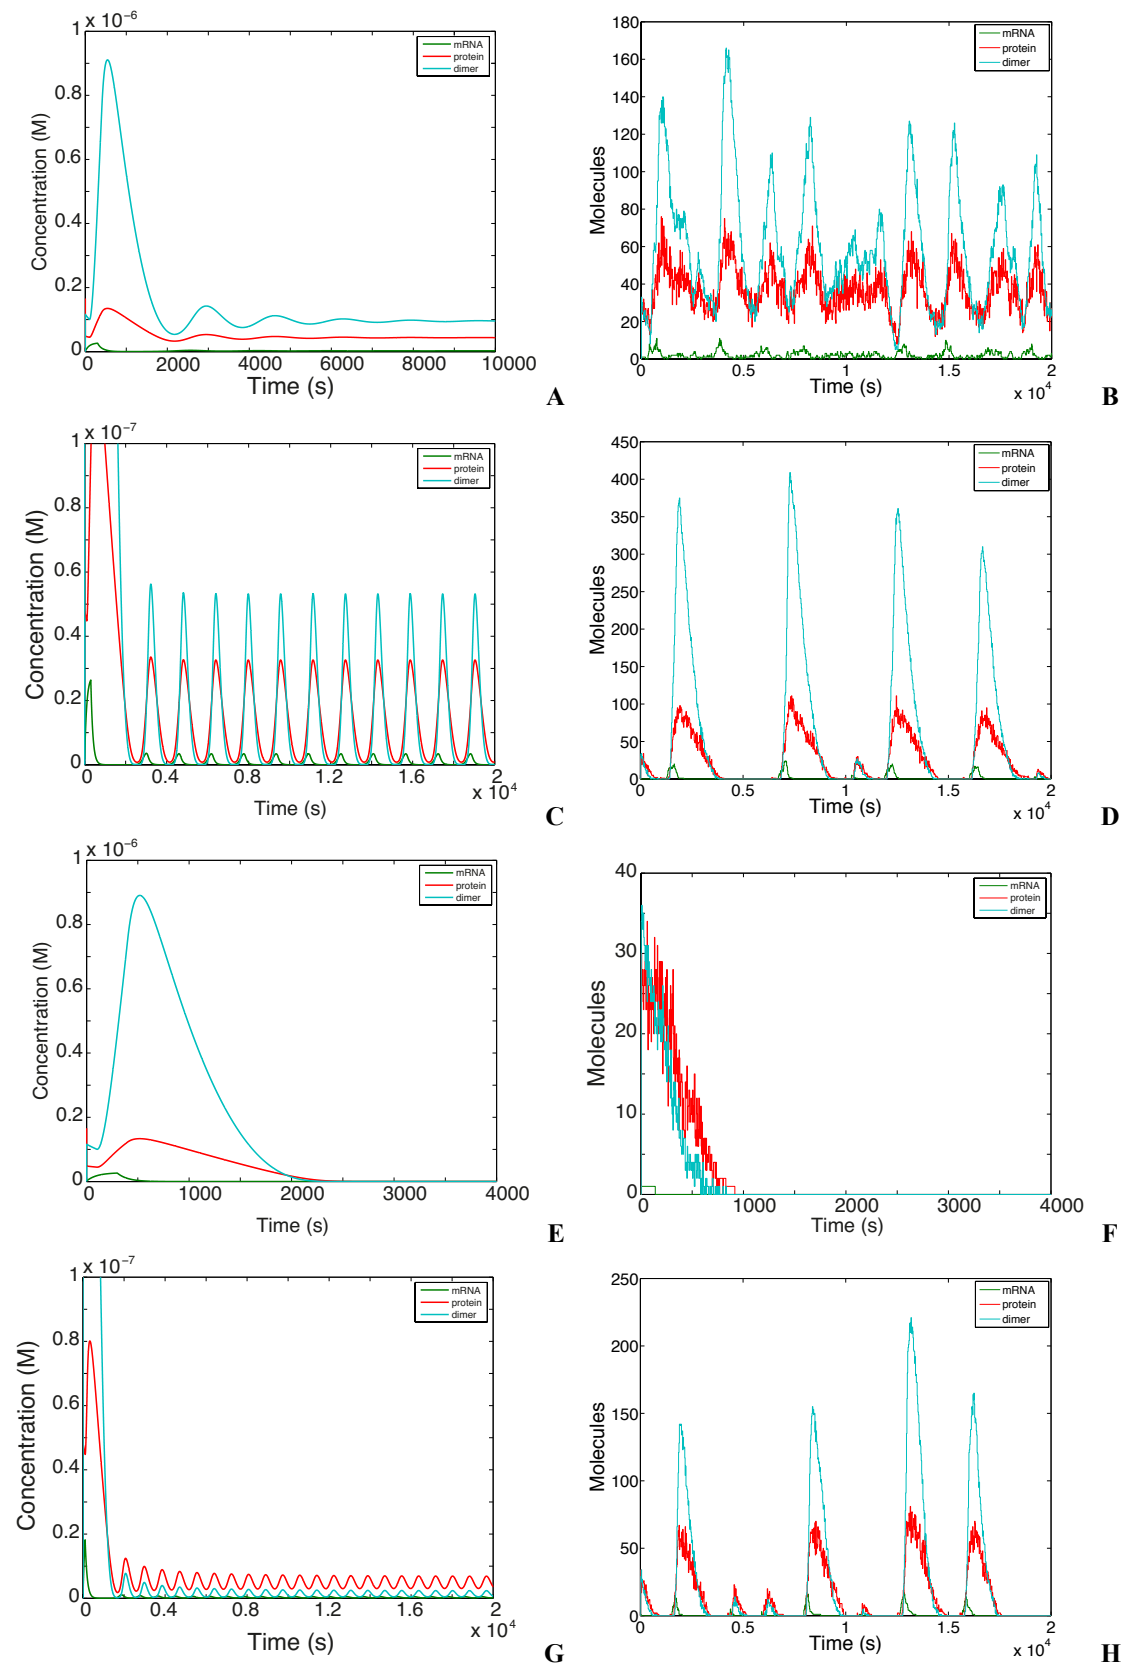 1 x 10⁻⁶
mRNA
protein
dimer
Concentration (M)
0.8
0.6
0.4
0.2
0
0 2000 4000 6000 8000 10000
Time (s)
A
180
160
140
120
100
80
60
40
20
0
mRNA
protein
dimer
Molecules
0 0.5 1 1.5 2
Time (s)
x 10⁴
B
1 x 10⁻⁷
mRNA
protein
dimer
Concentration (M)
0.8
0.6
0.4
0.2
0
0 0.4 0.8 1.2 1.6 2
Time (s)
x 10⁴
C
450
400
350
300
250
200
150
100
50
0
mRNA
protein
dimer
Molecules
0 0.5 1 1.5 2
Time (s)
x 10⁴
D
1 x 10⁻⁶
mRNA
protein
dimer
Concentration (M)
0.8
0.6
0.4
0.2
0
0 1000 2000 3000 4000
Time (s)
E
40
30
20
10
0
mRNA
protein
dimer
Molecules
0 1000 2000 3000 4000
Time (s)
F
1 x 10⁻⁷
mRNA
protein
dimer
Concentration (M)
0.8
0.6
0.4
0.2
0
0 0.4 0.8 1.2 1.6 2
Time (s)
x 10⁴
G
250
200
150
100
50
0
mRNA
protein
dimer
Molecules
0 0.5 1 1.5 2
Time (s)
x 10⁴
H